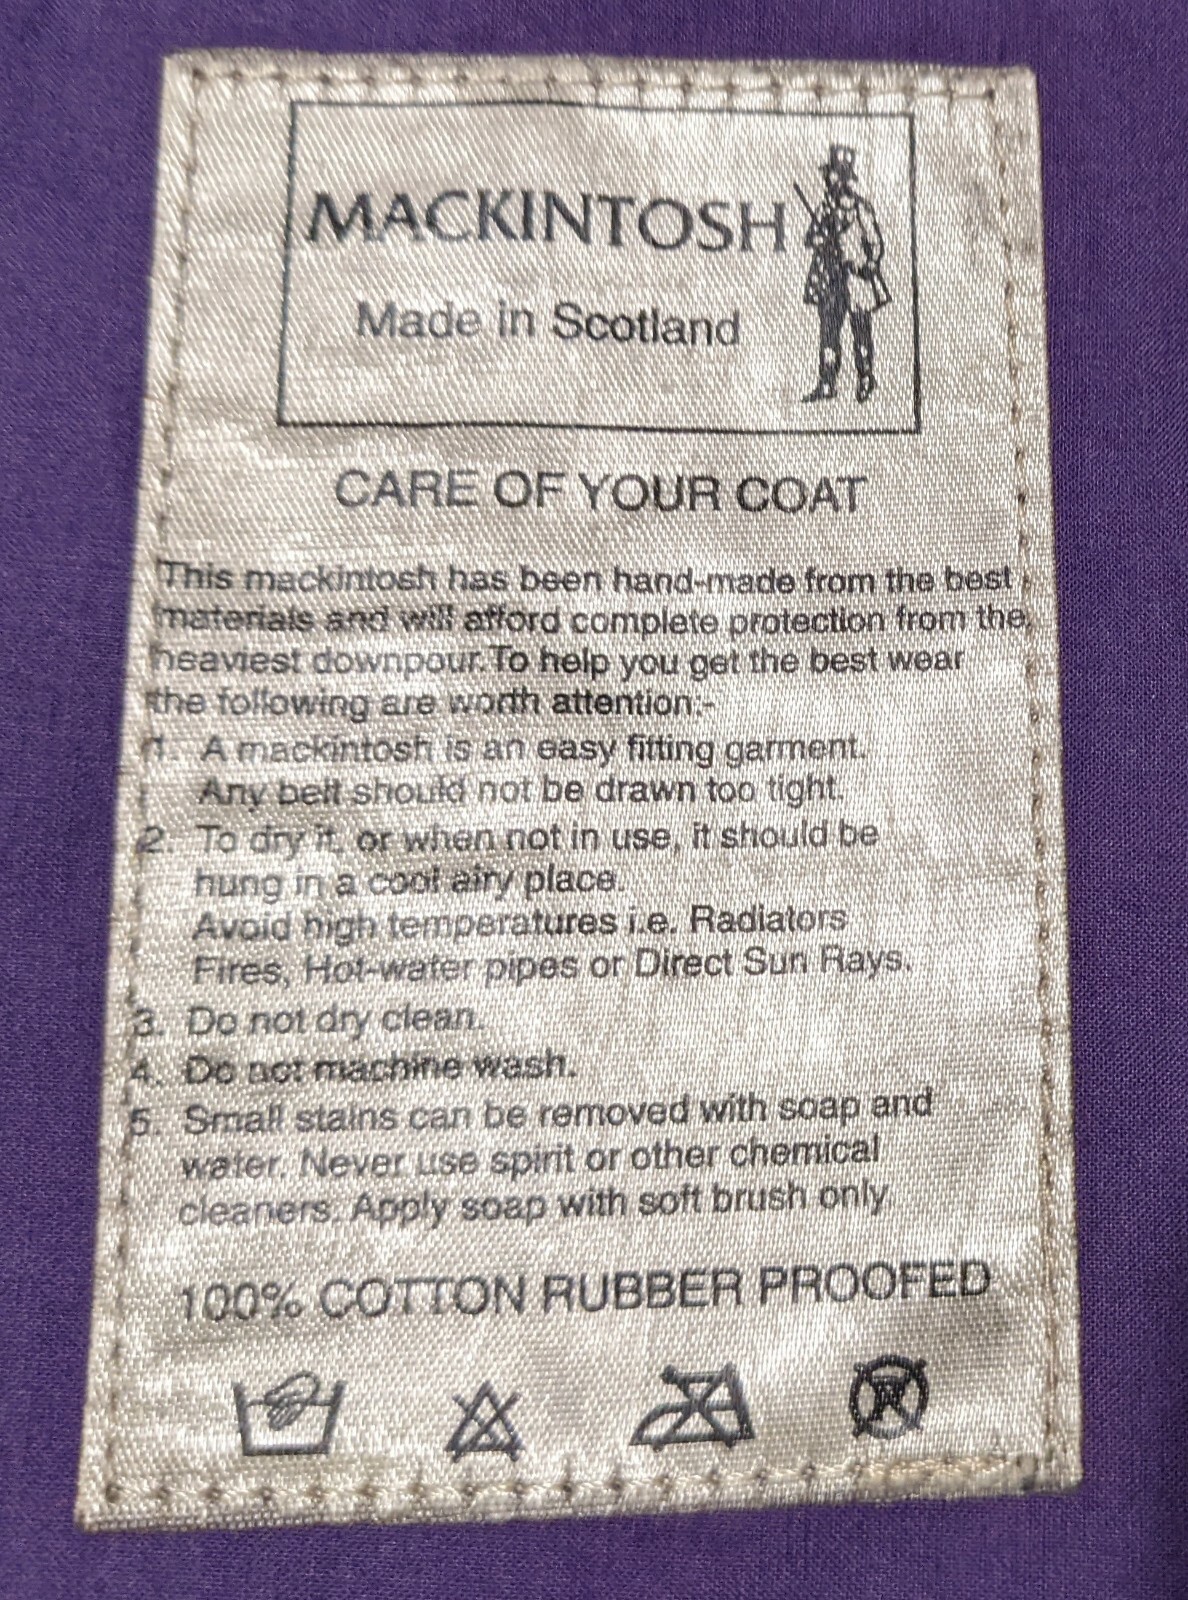 MACKINTOSH
Made in Scotland
CARE OF YOUR COAT
This mackintosh has been hand-made from the best
materials and will afford complete protection from the
heaviest downpour. To help you get the best wear
the following are worth attention:-
1. A mackintosh is an easy fitting garment.
Any belt should not be drawn too tight.
2. To dry it, or when not in use, it should be
hung in a cool airy place.
Avoid high temperatures i.e. Radiators
Fires, Hot-water pipes or Direct Sun Rays.
3. Do not dry clean.
4. Do not machine wash.
5. Small stains can be removed with soap and
water. Never use spirit or other chemical
cleaners. Apply soap with soft brush only
100% COTTON RUBBER PROOFED